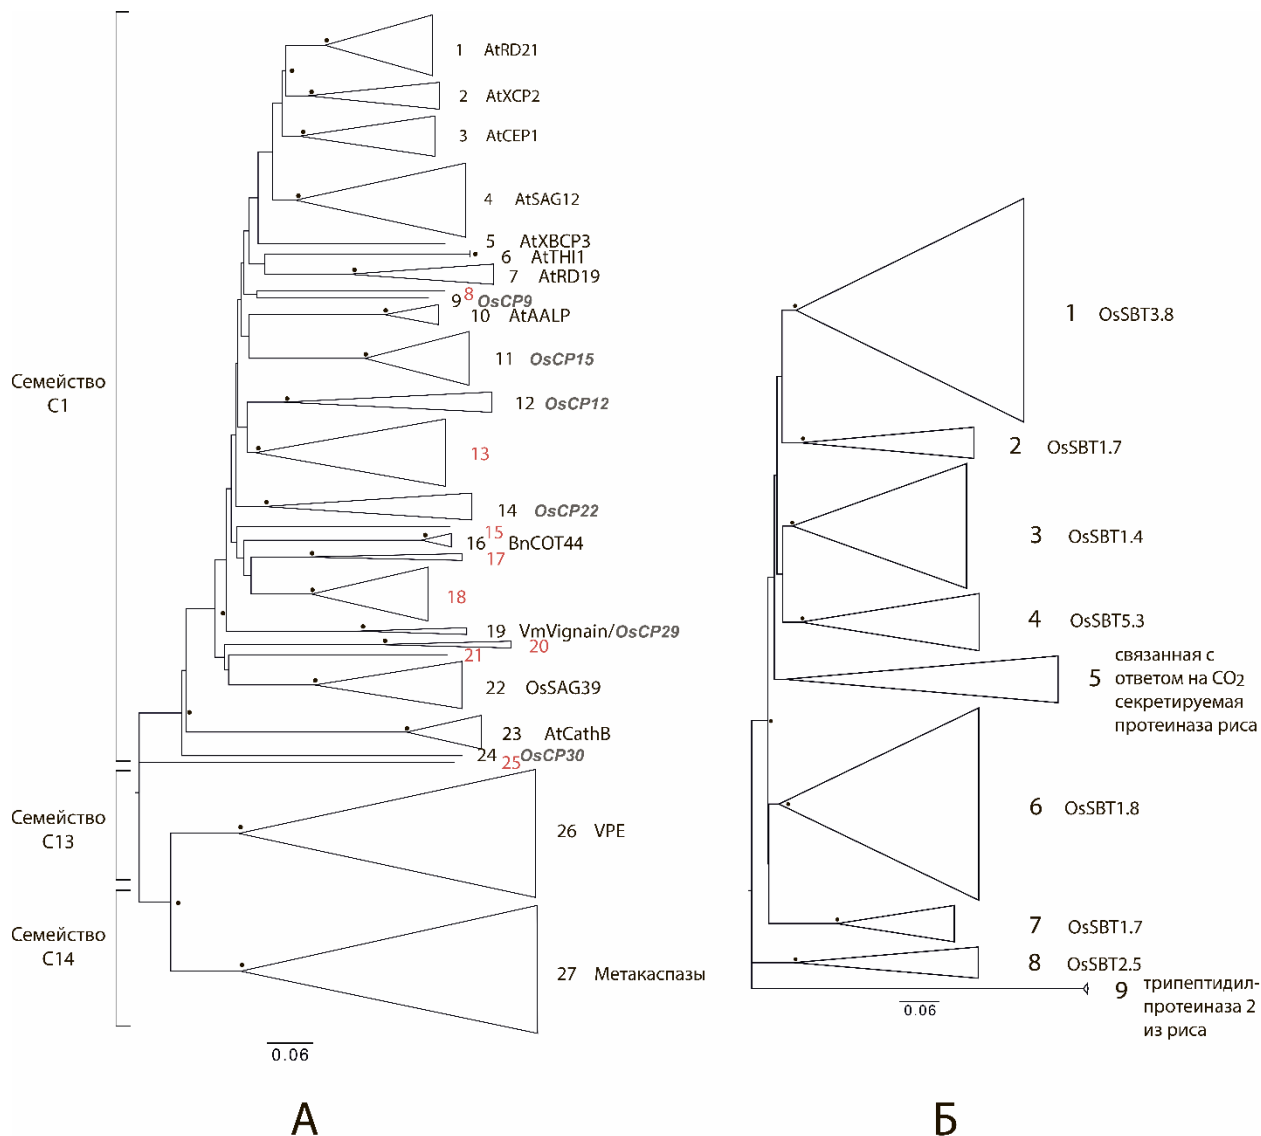 1 AtRD21
2 AtXCP2
3 AtCEP1
4 AtSAG12
5 AtXBCP3
6 AtTHI1
7 AtRD19
8
9 OsCP9
10 AtAALP
11 OsCP15
12 OsCP12
13
14 OsCP22
15
16 BnCOT44
17
18
19 VmVignain/OsCP29
20
21
22 OsSAG39
23 AtCathB
24 OsCP30
25
26 VPE
27 Метакаспазы
Семейство
C1
Семейство
C13
Семейство
C14
0.06
А
1 OsSBT3.8
2 OsSBT1.7
3 OsSBT1.4
4 OsSBT5.3
5 связанная с
ответом на CO2
секретируемая
протеиназа риса
6 OsSBT1.8
7 OsSBT1.7
8 OsSBT2.5
9 трипептидил-
протеиназа 2
из риса
0.06
Б